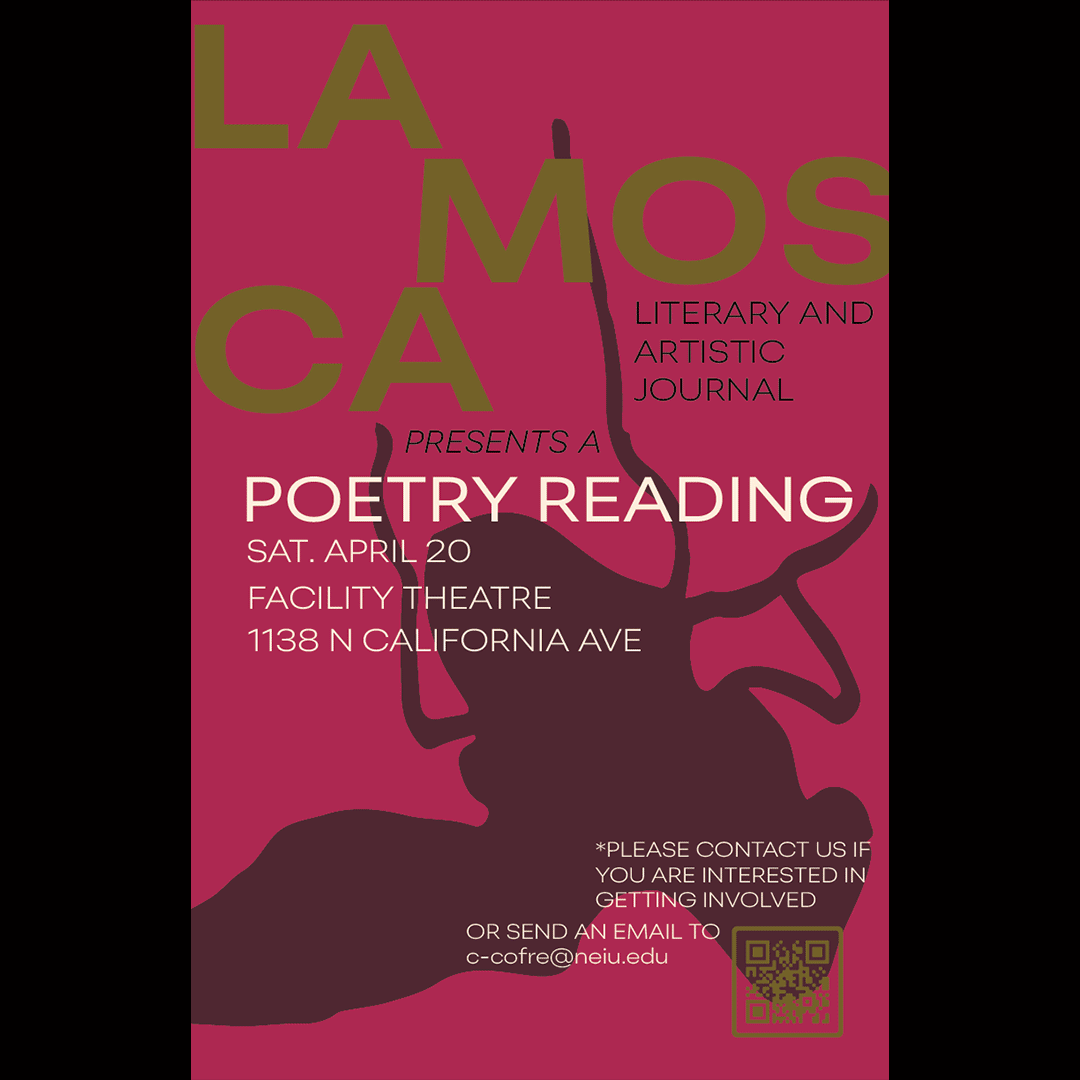 LA
MOS
CA
LITERARY AND
ARTISTIC
JOURNAL
PRESENTS A
POETRY READING
SAT. APRIL 20
FACILITY THEATRE
1138 N CALIFORNIA AVE
*PLEASE CONTACT US IF
YOU ARE INTERESTED IN
GETTING INVOLVED
OR SEND AN EMAIL TO
c-cofre@neiu.edu